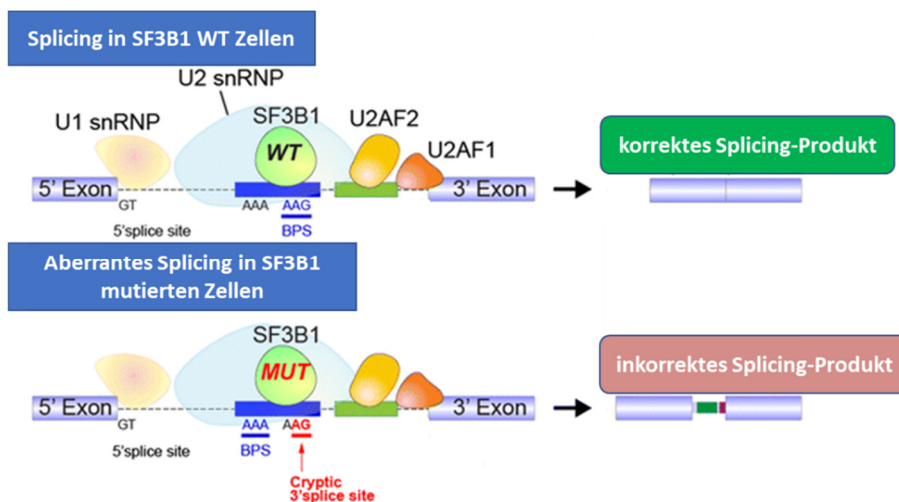 Splicing in SF3B1 WT Zellen
U2 snRNP
U1 snRNP
SF3B1
U2AF2
U2AF1
WT
korrektes Splicing-Produkt
5' Exon
3' Exon
GT
AAA
AAG
5'splice site
BPS
Aberrantes Splicing in SF3B1
mutierten Zellen
SF3B1
MUT
inkorrektes Splicing-Produkt
5' Exon
3' Exon
GT
AAA
AAG
5'splice site
BPS
Cryptic
3'splice site